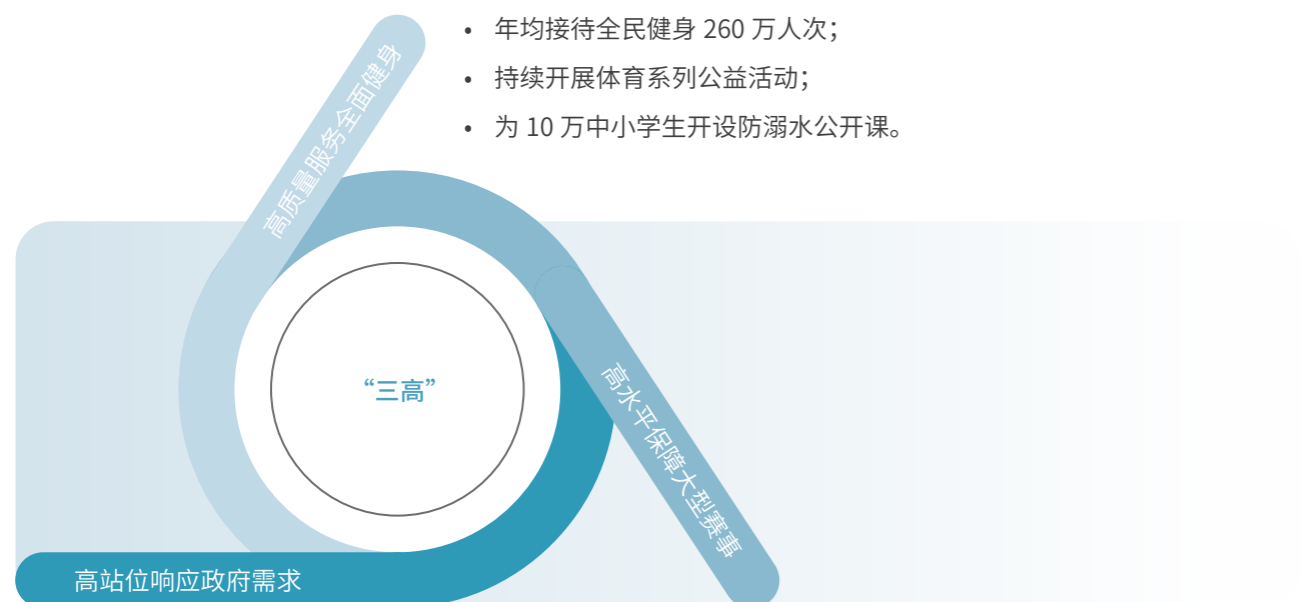 • 年均接待全民健身 260 万人次；
• 持续开展体育系列公益活动；
• 为 10 万中小学生开设防溺水公开课。
高质量服务全面健身
“三高”
高水平保障大型赛事
高站位响应政府需求